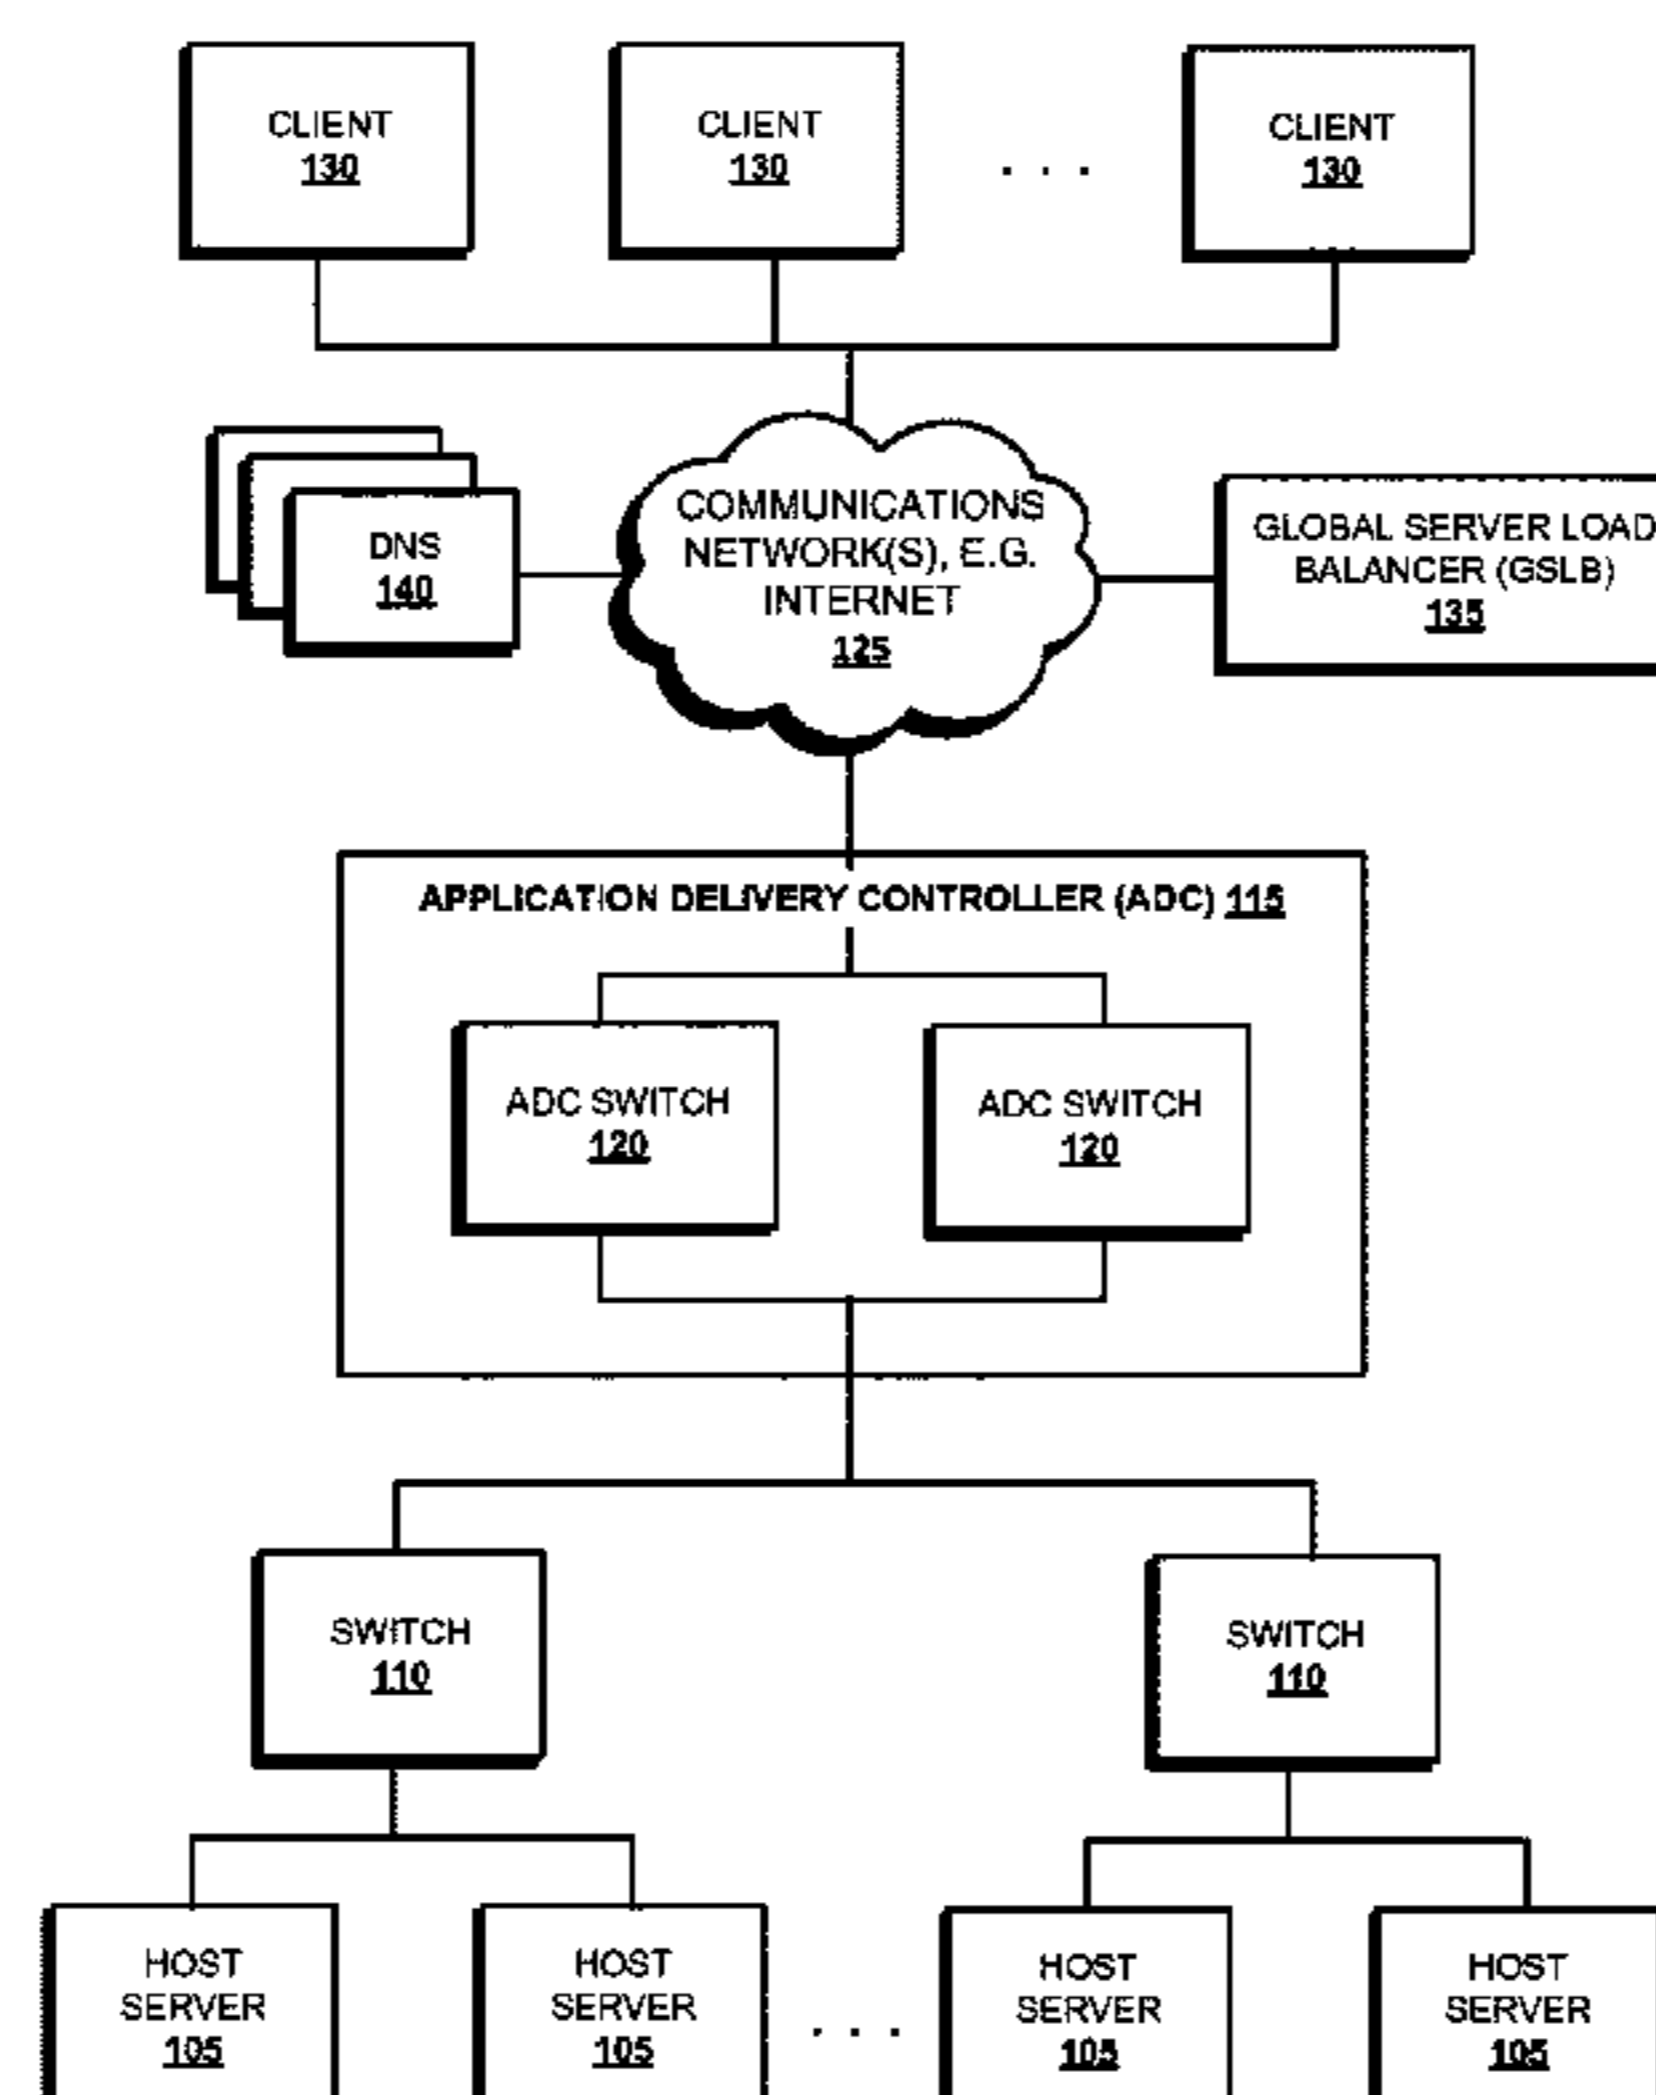 CLIENT
130
CLIENT
130
. . .
CLIENT
130
DNS
140
COMMUNICATIONS
NETWORK(S), E.G.
INTERNET
125
GLOBAL SERVER LOAD
BALANCER (GSLB)
135
APPLICATION DELIVERY CONTROLLER (ADC) 115
ADC SWITCH
120
ADC SWITCH
120
SWITCH
110
SWITCH
110
HOST
SERVER
105
HOST
SERVER
105
. . .
HOST
SERVER
105
HOST
SERVER
105